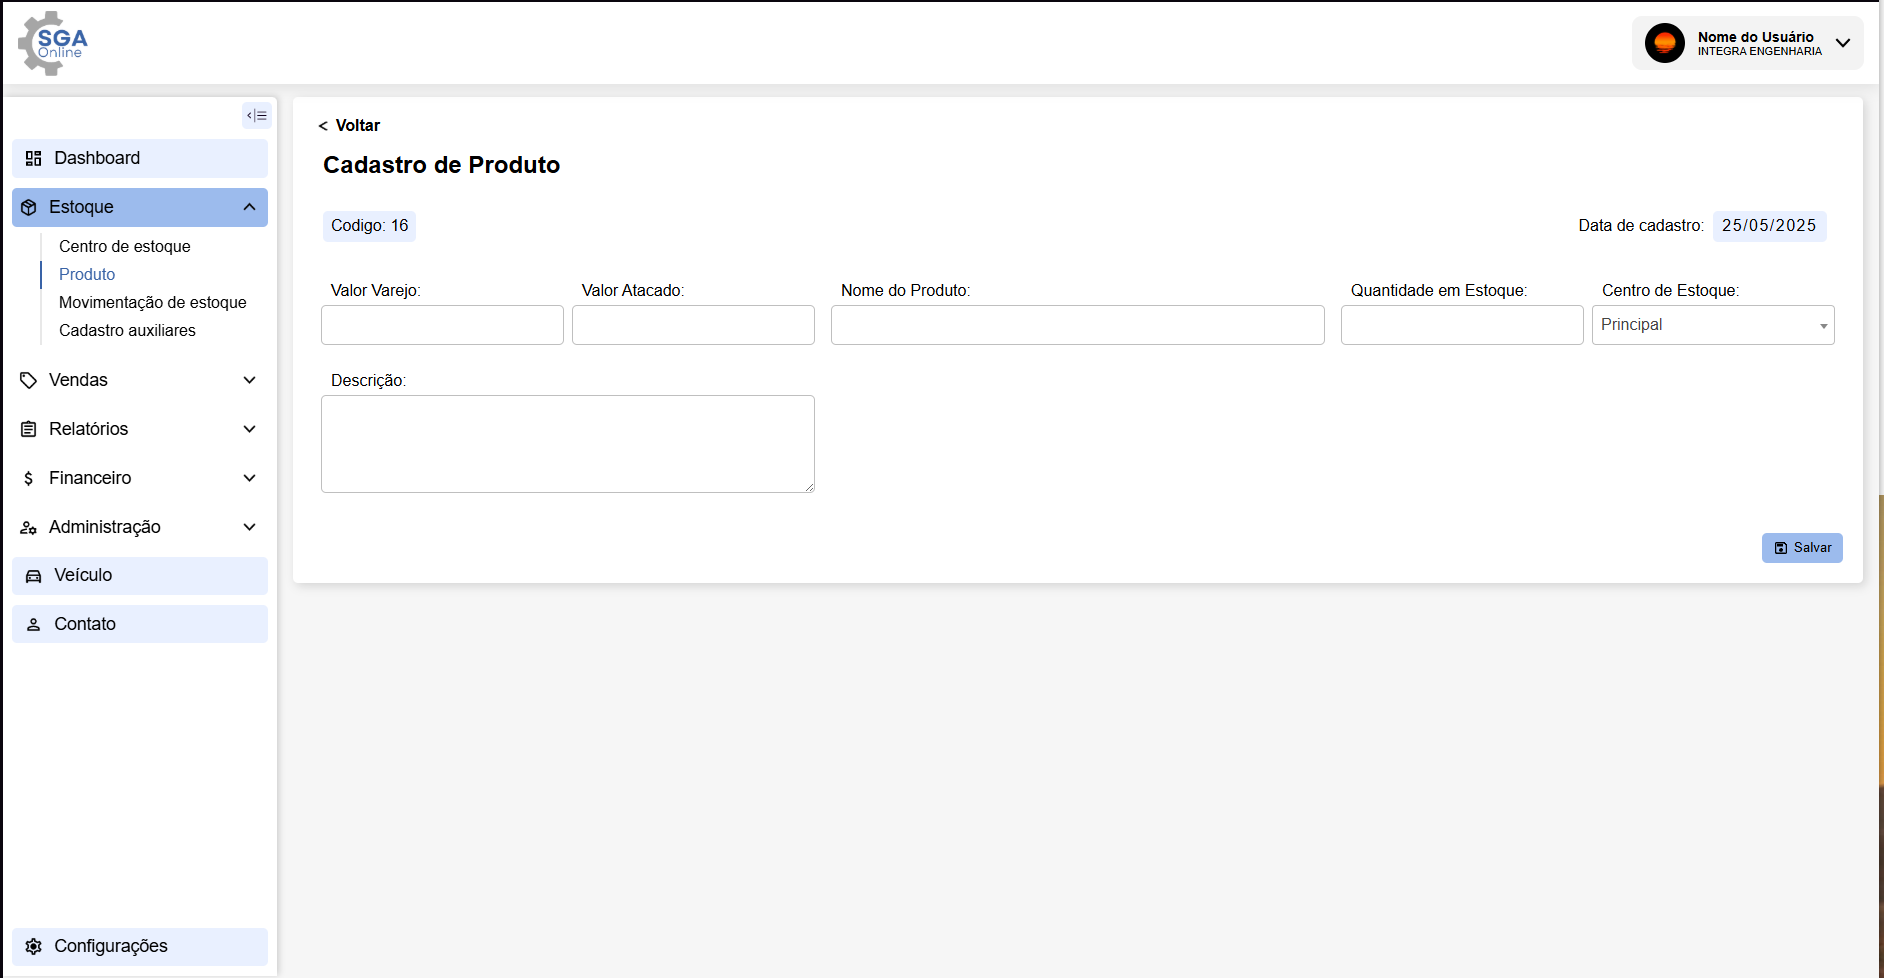 SGA
Online
Nome do Usuário
INTEGRA ENGENHARIA
Dashboard
Estoque
Centro de estoque
Produto
Movimentação de estoque
Cadastro auxiliares
Vendas
Relatórios
Financeiro
Administração
Veículo
Contato
Configurações
< Voltar
Cadastro de Produto
Codigo: 16
Data de cadastro: 25/05/2025
Valor Varejo:
Valor Atacado:
Nome do Produto:
Quantidade em Estoque:
Centro de Estoque:
Principal
Descrição:
Salvar